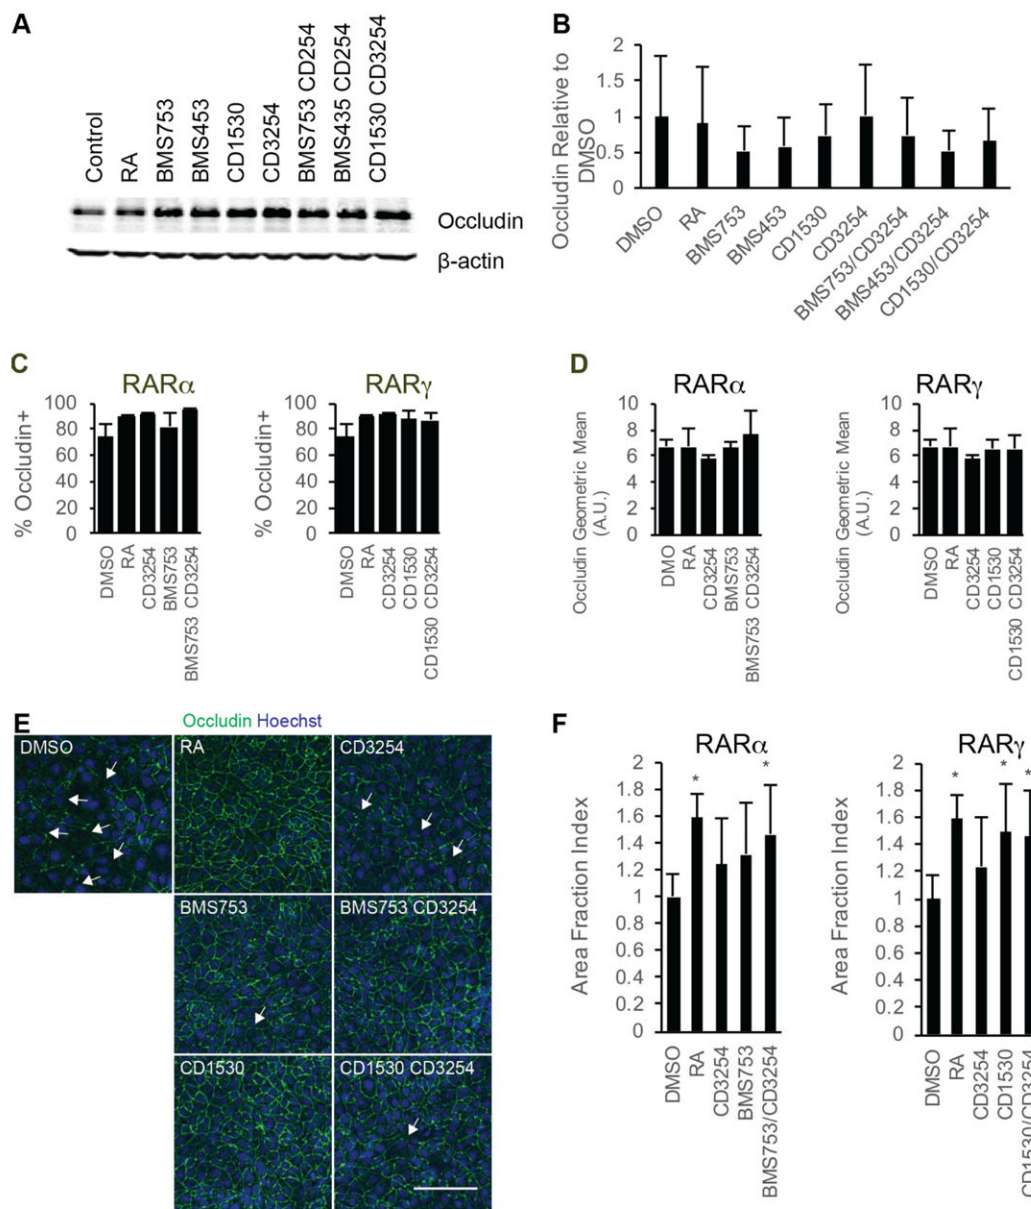 A
Control
RA
BMS753
BMS453
CD1530
CD3254
BMS753 CD254
BMS435 CD254
CD1530 CD3254
Occludin
β-actin
B
Occludin Relative to
DMSO
2
1.5
1
0.5
0
DMSO
RA
BMS753
BMS453
CD1530
CD3254
BMS753/CD3254
BMS453/CD3254
CD1530/CD3254
C
RARα
% Occludin+
100
80
60
40
20
0
DMSO
RA
CD3254
BMS753
BMS753 CD3254
RARγ
% Occludin+
100
80
60
40
20
0
DMSO
RA
CD3254
CD1530
CD1530 CD3254
D
RARα
Occludin Geometric Mean
(A.U.)
10
8
6
4
2
0
DMO
RA
CD3254
BMS753
BMS753 CD3254
RARγ
Occludin Geometric Mean
(A.U.)
10
8
6
4
2
0
DMSO
RA
CD3254
CD1530
CD1530 CD3254
E
Occludin Hoechst
DMSO
RA
CD3254
BMS753
BMS753 CD3254
CD1530
CD1530 CD3254
F
RARα
Area Fraction Index
2
1.8
1.6
1.4
1.2
1
0.8
0.6
0.4
0.2
0
*
*
DMSO
RA
CD3254
BMS753
BMS753/CD3254
RARγ
Area Fraction Index
2
1.8
1.6
1.4
1.2
1
0.8
0.6
0.4
0.2
0
*
*
*
DMSO
RA
CD3254
CD1530
CD1530/CD3254